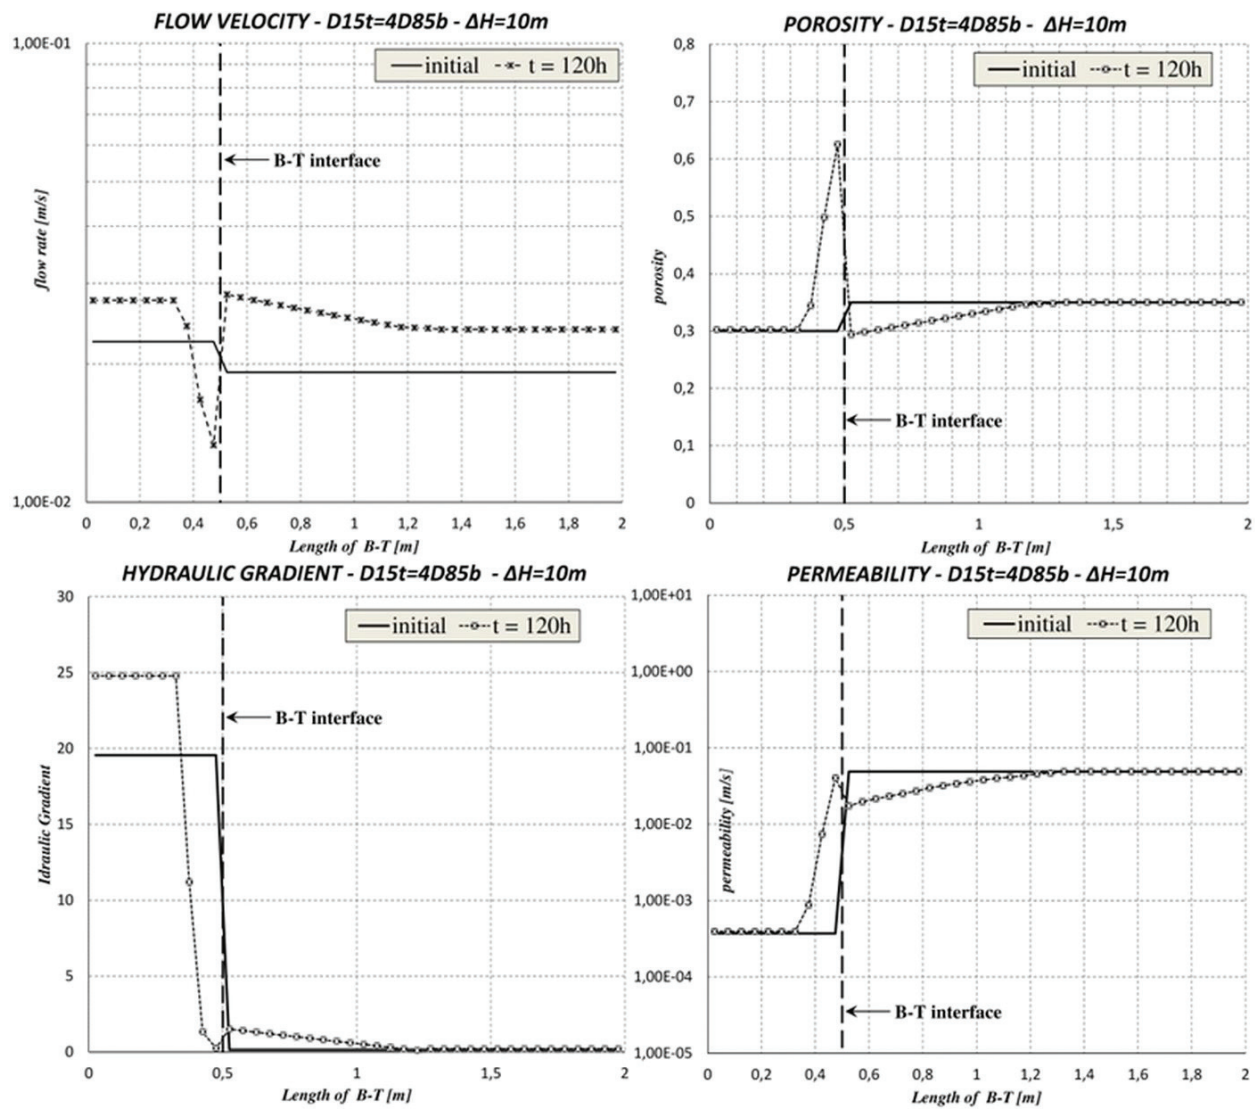 FLOW VELOCITY - D15t=4D85b - ΔH=10m
1,00E-01
initial t = 120h
B-T interface
flow rate [m/s]
1,00E-02
0 0,2 0,4 0,6 0,8 1 1,2 1,4 1,6 1,8 2
Length of B-T [m]
POROSITY - D15t=4D85b - ΔH=10m
0,8
initial t = 120h
0,7
0,6
0,5
0,4
porosity
0,3
0,2
B-T interface
0,1
0
0 0,5 1 1,5 2
Length of B-T [m]
HYDRAULIC GRADIENT - D15t=4D85b - ΔH=10m
30
initial t = 120h
25
B-T interface
20
15
Idraulic Gradient
10
5
0
0 0,5 1 1,5 2
Length of B-T [m]
PERMEABILITY - D15t=4D85b - ΔH=10m
1,00E+01
initial t = 120h
1,00E+00
1,00E-01
permeability [m/s]
1,00E-02
1,00E-03
1,00E-04
B-T interface
1,00E-05
0 0,2 0,4 0,6 0,8 1 1,2 1,4 1,6 1,8 2
Length of B-T [m]